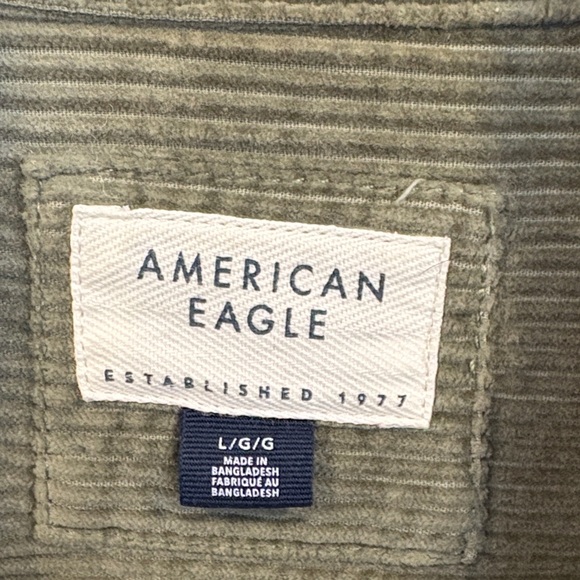 AMERICAN
EAGLE
ESTABLISHED 1977
L/G/G
MADE IN
BANGLADESH
FABRIQUÉ AU
BANGLADESH